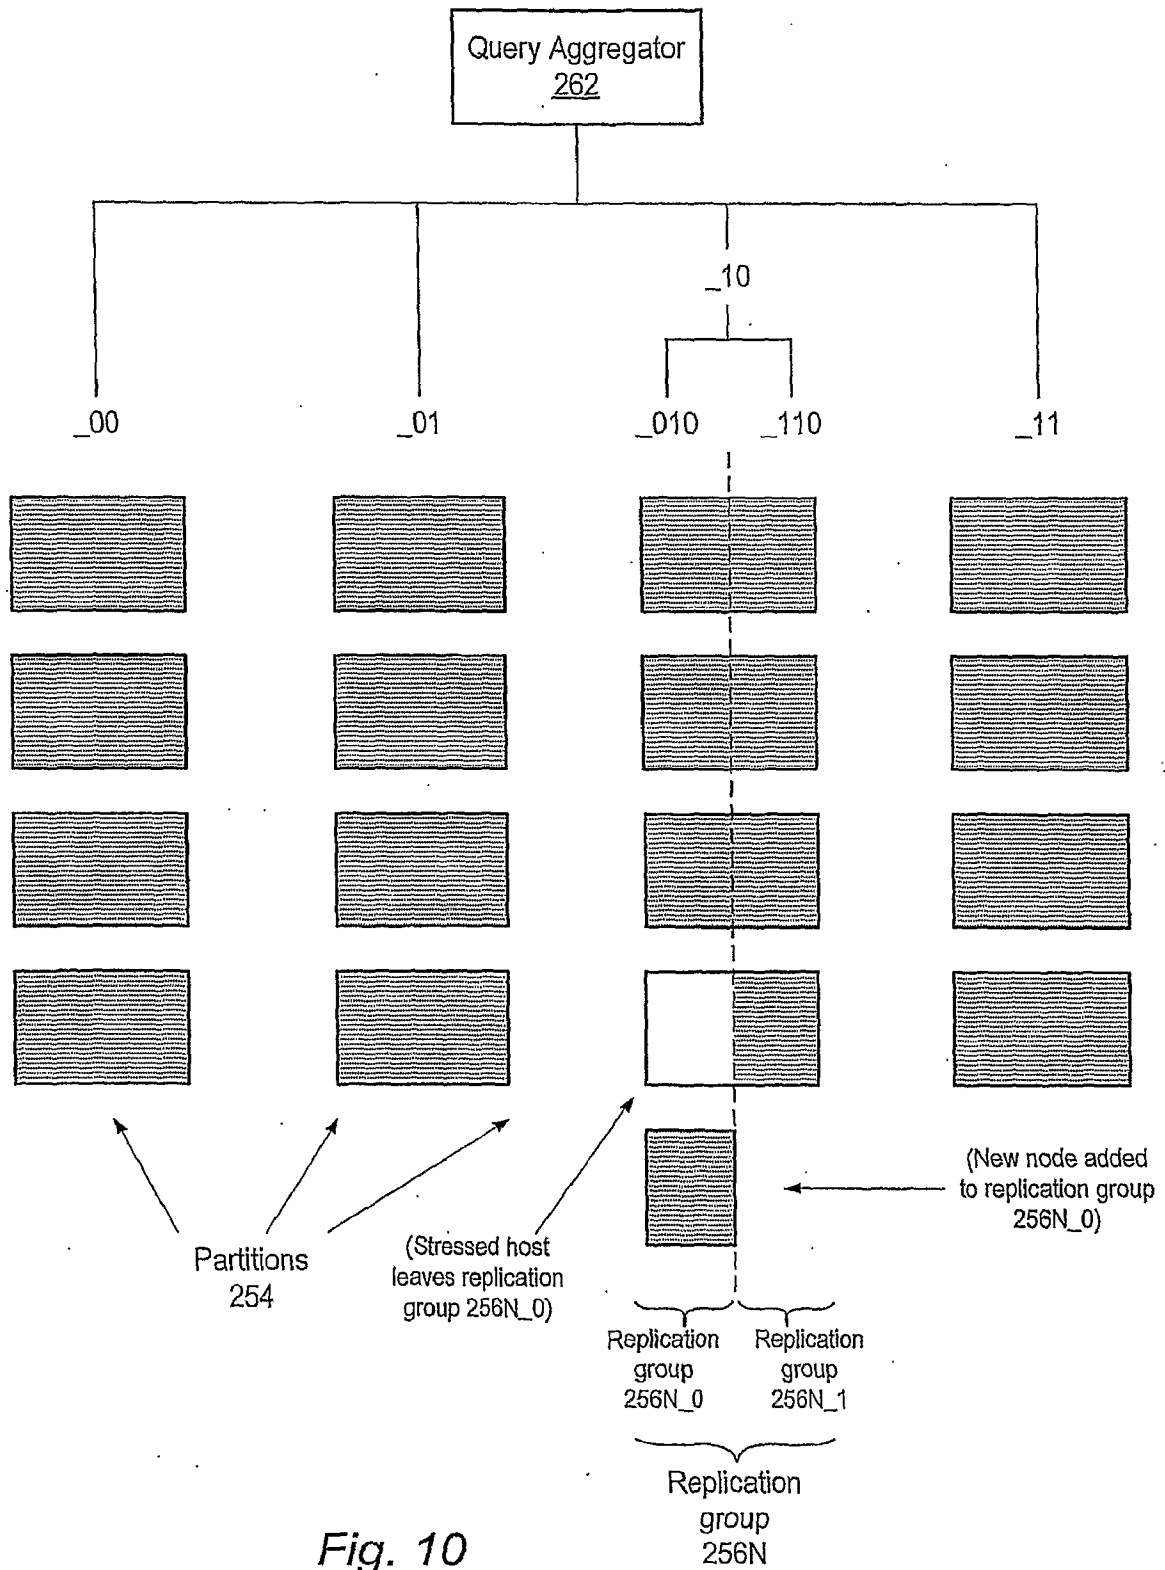 Query Aggregator
262
_10
_00
_01
_010
_110
_11
(New node added
to replication group
256N_0)
Partitions
254
(Stressed host
leaves replication
group 256N_0)
Replication
group
256N_0
Replication
group
256N_1
Replication
group
256N
Fig. 10